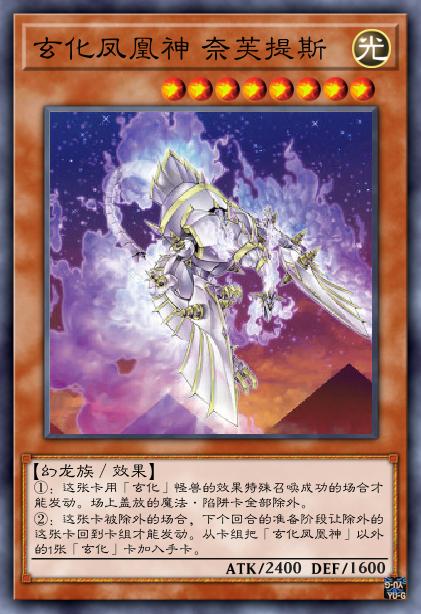 玄化凤凰神 奈芙提斯
光
【幻龙族/效果】
①:这张卡用「玄化」怪兽的效果特殊召唤成功的场合才
能发动。场上盖放的魔法·陷阱卡全部除外。
②:这张卡被除外的场合,下个回合的准备阶段让除外的
这张卡回到卡组才能发动。从卡组把「玄化凤凰神」以外
的1张「玄化」卡加入手卡。
ATK/2400 DEF/1600